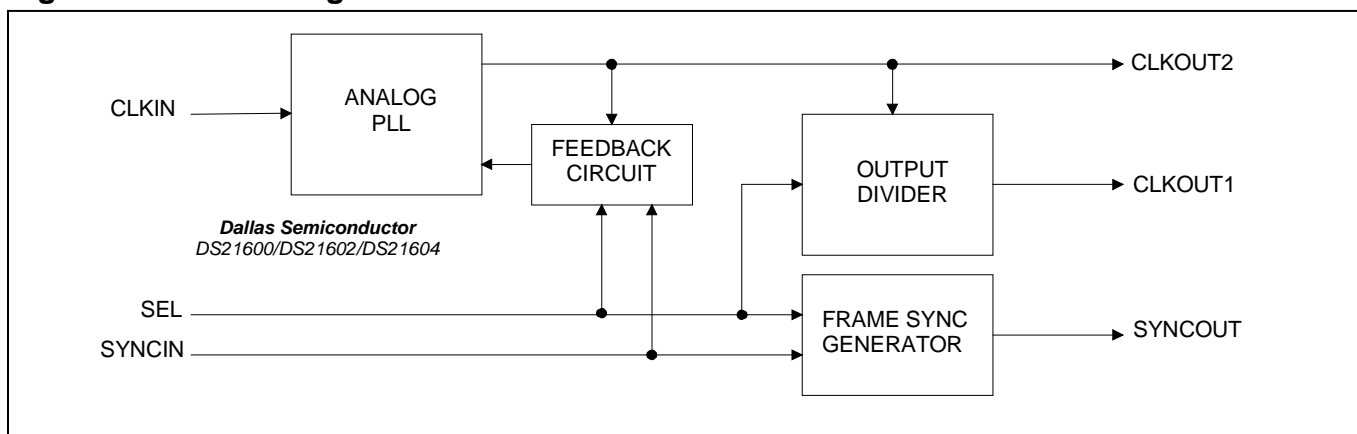 CLKIN
ANALOG
PLL
FEEDBACK
CIRCUIT
OUTPUT
DIVIDER
CLKOUT2
CLKOUT1
Dallas Semiconductor
DS21600/DS21602/DS21604
SEL
SYNCIN
FRAME SYNC
GENERATOR
SYNCOUT